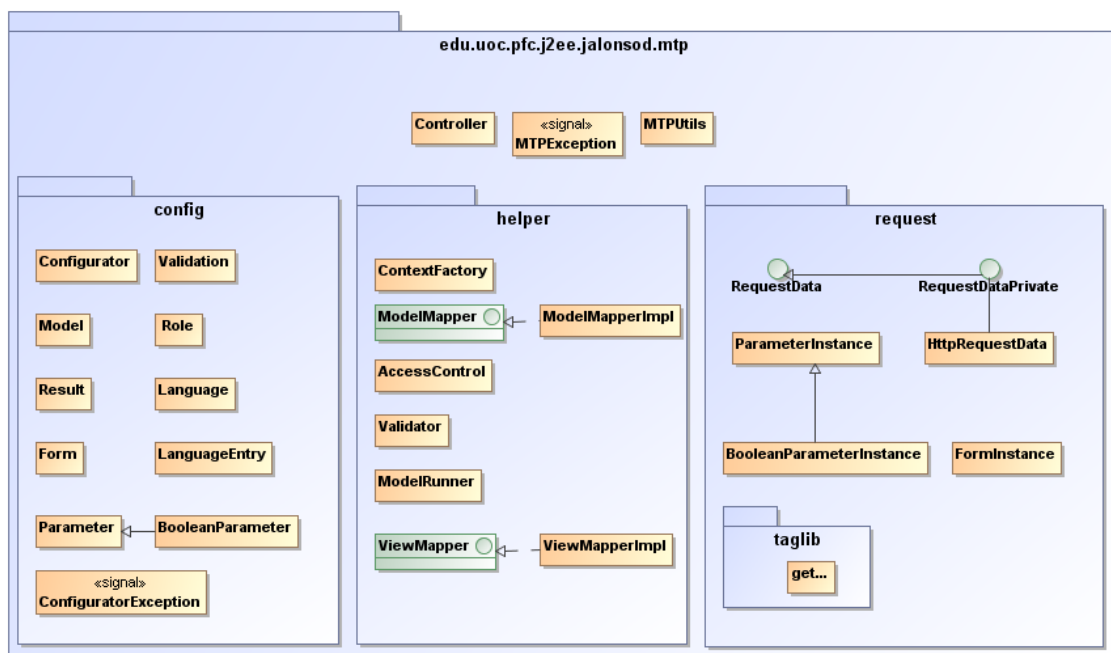 edu.uoc.pfc.j2ee.jalonsod.mtp
Controller
«signal»
MTPException
MTPUtils
config
Configurator
Validation
Model
Role
Result
Language
Form
LanguageEntry
Parameter
BooleanParameter
«signal»
ConfiguratorException
helper
ContextFactory
ModelMapper
ModelMapperImpl
AccessControl
Validator
ModelRunner
ViewMapper
ViewMapperImpl
request
RequestData
RequestDataPrivate
ParameterInstance
HttpRequestData
BooleanParameterInstance
FormInstance
taglib
get...